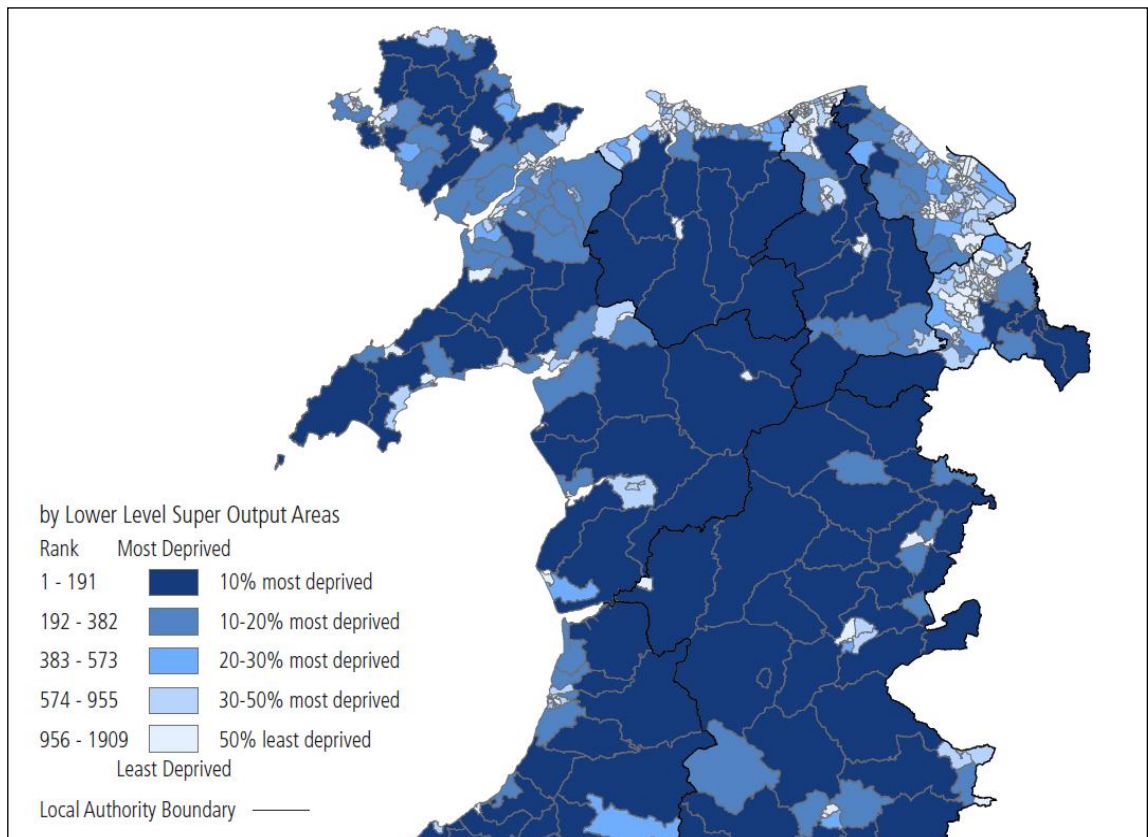 by Lower Level Super Output Areas
Rank Most Deprived
1 - 191 10% most deprived
192 - 382 10-20% most deprived
383 - 573 20-30% most deprived
574 - 955 30-50% most deprived
956 - 1909 50% least deprived
Least Deprived
Local Authority Boundary